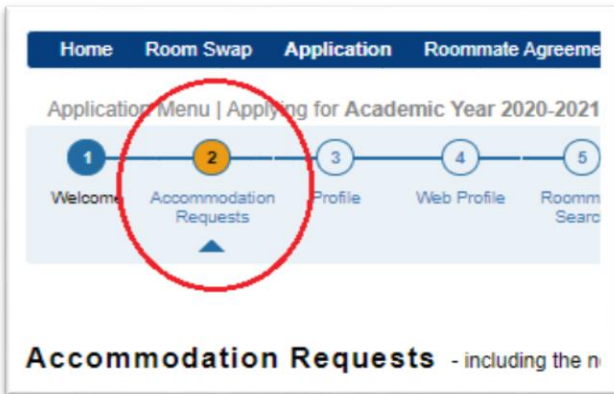 Home Room Swap Application Roommate Agreeme
Application Menu | Applying for Academic Year 2020-2021
1 2 3 4 5
Welcome Accommodation Profile Web Profile Roomm
Requests Searc
Accommodation Requests - including the n